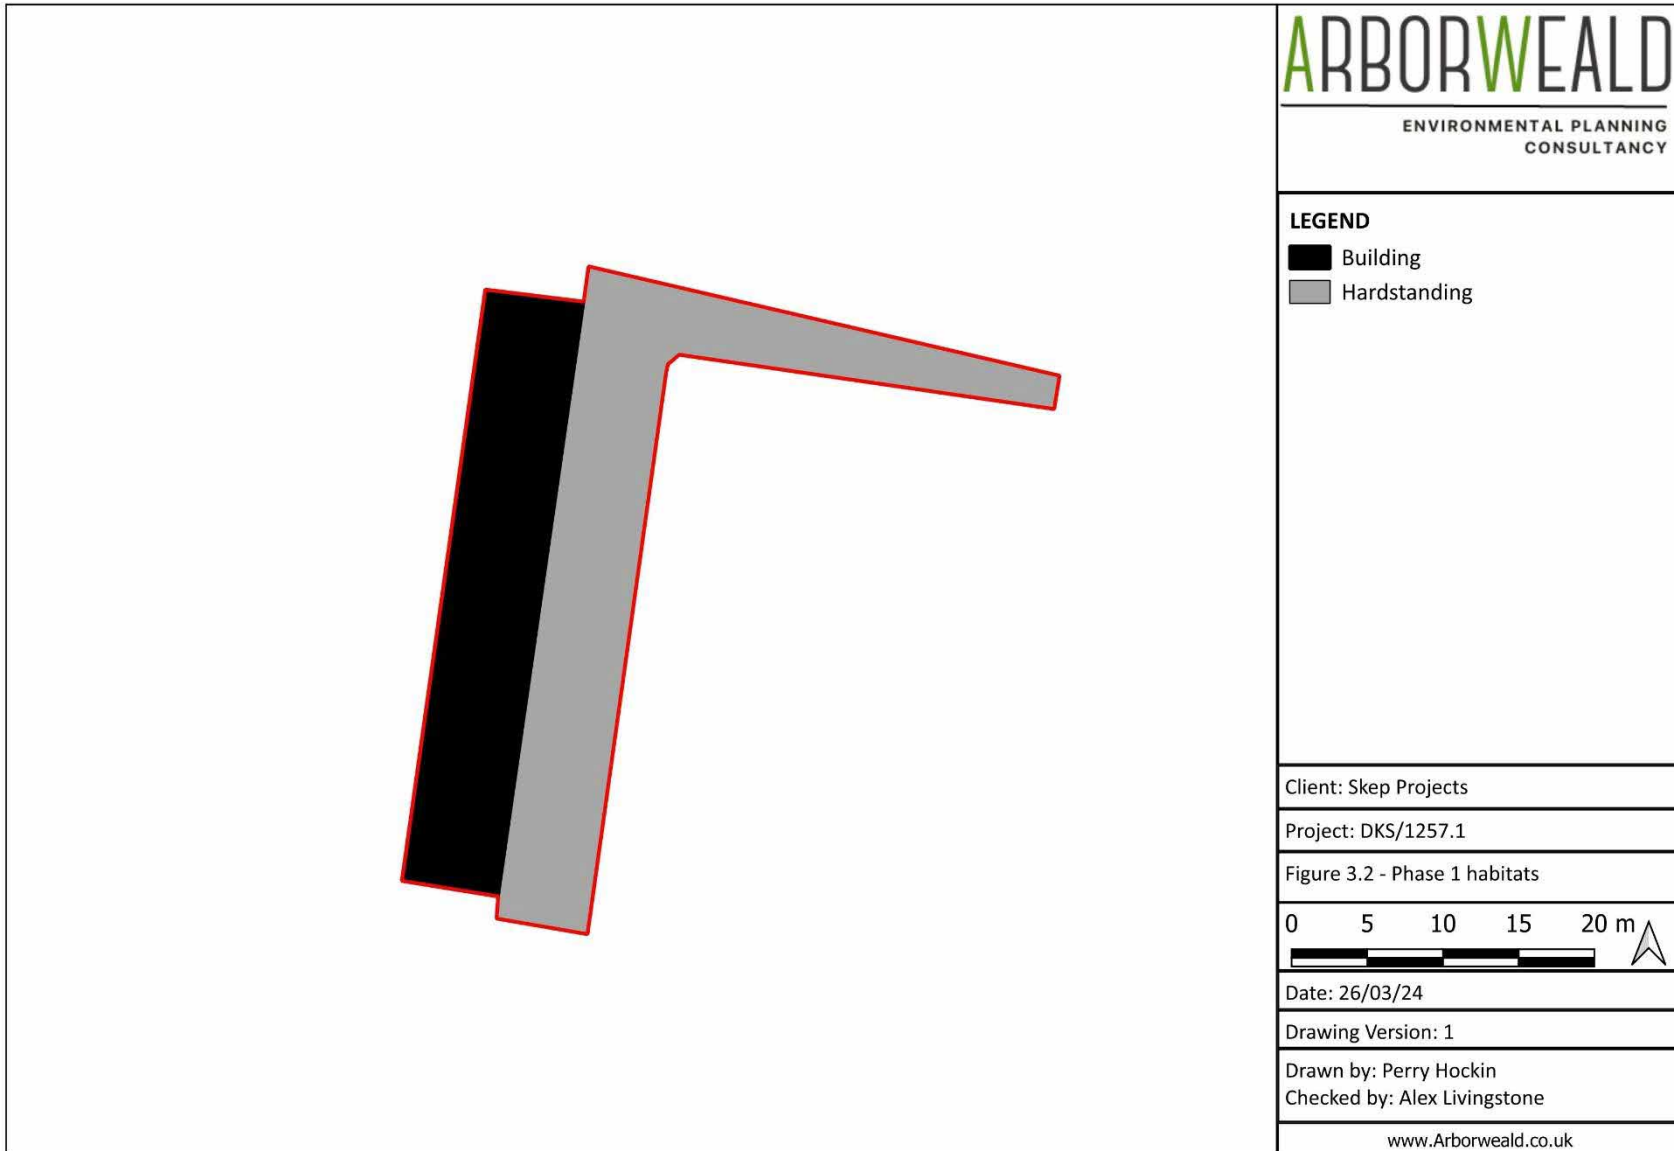 ARBORWEALD
ENVIRONMENTAL PLANNING
CONSULTANCY
LEGEND
Building
Hardstanding
Client: Skep Projects
Project: DKS/1257.1
Figure 3.2 - Phase 1 habitats
0 5 10 15 20 m
Date: 26/03/24
Drawing Version: 1
Drawn by: Perry Hockin
Checked by: Alex Livingstone
www.Arborweald.co.uk